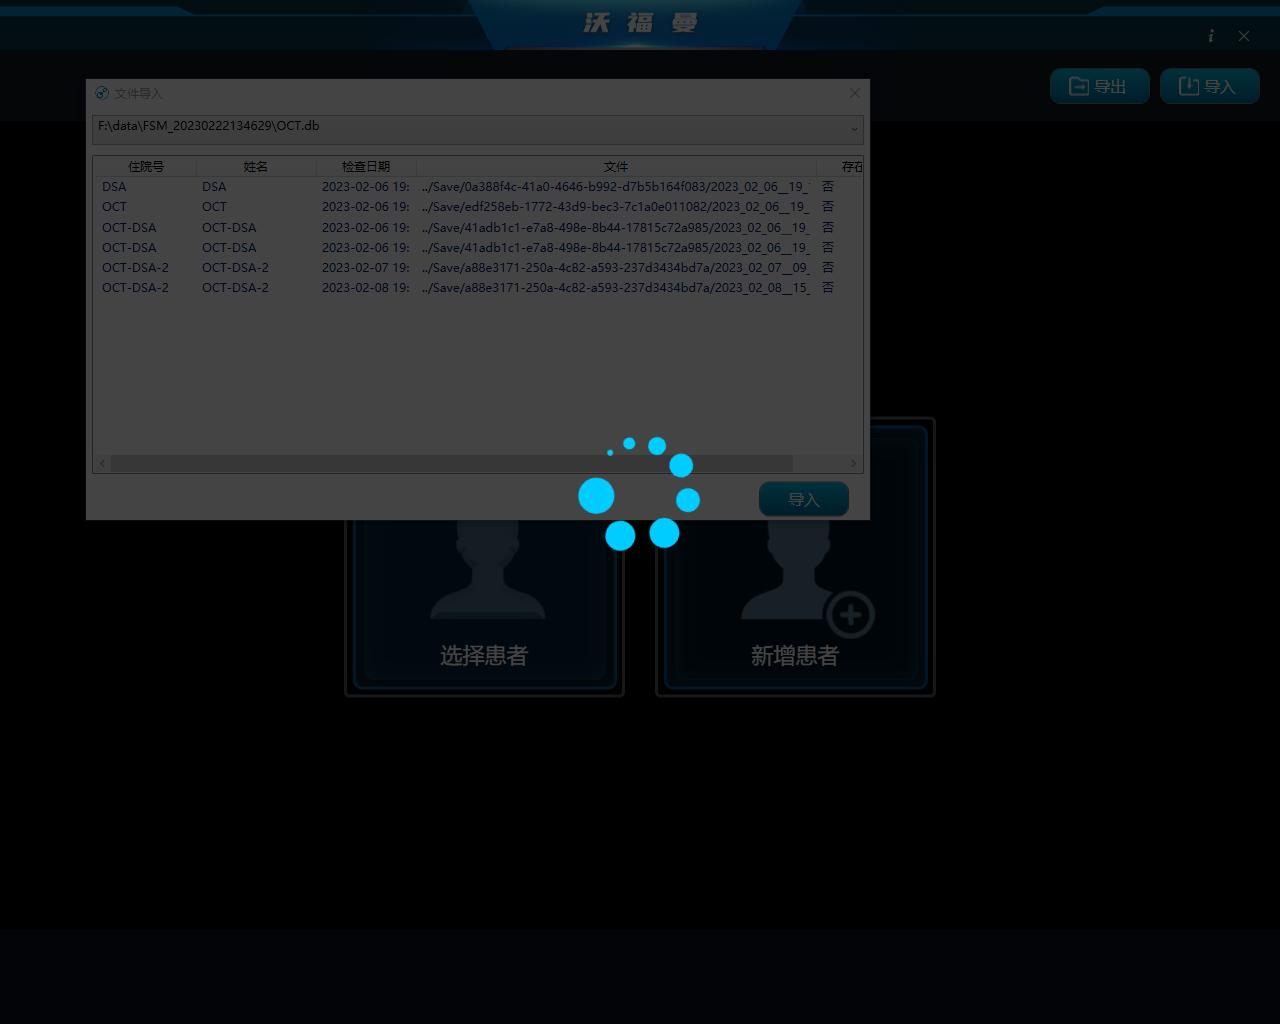 沃福曼
导出
导入
文件导入
F:\data\FSM_20230222134629\OCT.db
住院号 姓名 检查日期 文件 存在
DSA DSA 2023-02-06 19: ../Save/0a388f4c-41a0-4646-b992-d7b5b164f083/2023_02_06__19_ 否
OCT OCT 2023-02-06 19: ../Save/edf258eb-1772-43d9-bec3-7c1a0e011082/2023_02_06__19_ 否
OCT-DSA OCT-DSA 2023-02-06 19: ../Save/41adb1c1-e7a8-498e-8b44-17815c72a985/2023_02_06__19_ 否
OCT-DSA OCT-DSA 2023-02-06 19: ../Save/41adb1c1-e7a8-498e-8b44-17815c72a985/2023_02_06__19_ 否
OCT-DSA-2 OCT-DSA-2 2023-02-07 19: ../Save/a88e3171-250a-4c82-a593-237d3434bd7a/2023_02_07__09_ 否
OCT-DSA-2 OCT-DSA-2 2023-02-08 19: ../Save/a88e3171-250a-4c82-a593-237d3434bd7a/2023_02_08__15_ 否
导入
选择患者
新增患者